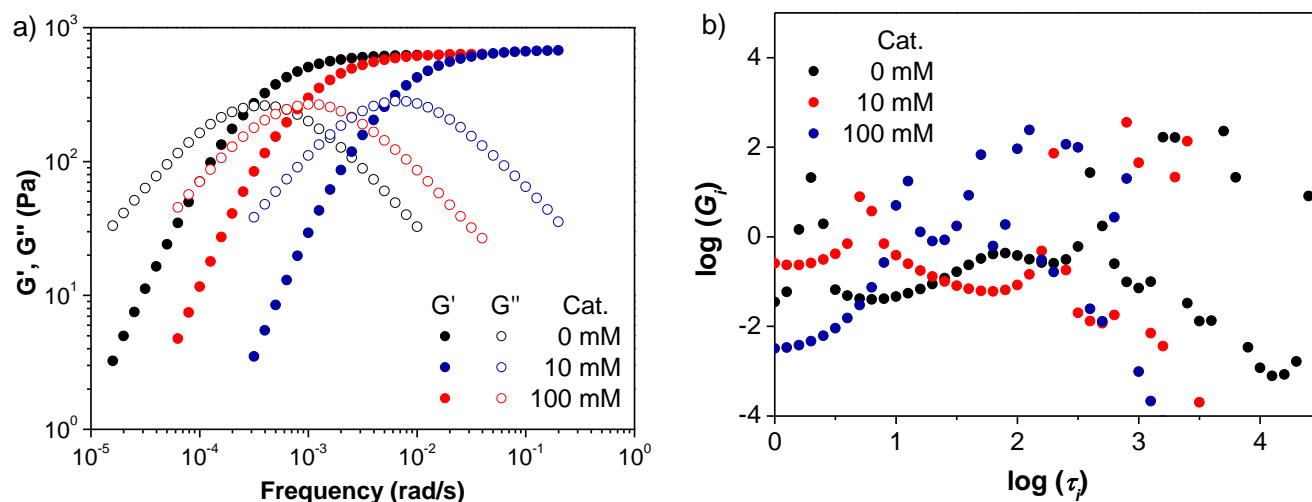 a)
10³
10²
10¹
10⁰
G', G'' (Pa)
G' G'' Cat.
0 mM
10 mM
100 mM
10⁻⁵ 10⁻⁴ 10⁻³ 10⁻² 10⁻¹ 10⁰
Frequency (rad/s)
b)
4
2
0
-2
-4
log (Gᵢ)
Cat.
0 mM
10 mM
100 mM
0 1 2 3 4
log (τᵢ)